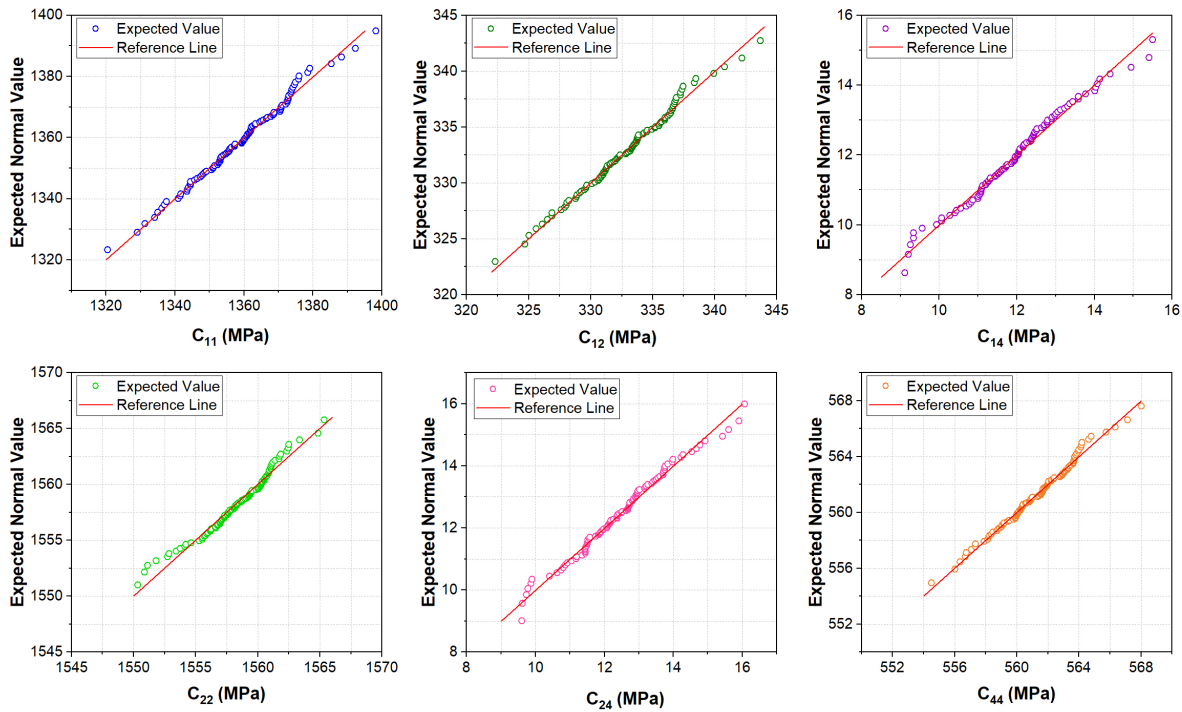 Expected Normal Value
1400
1380
1360
1340
1320
Expected Value
Reference Line
1320
1340
1360
1380
1400
C₁₁ (MPa)
Expected Normal Value
345
340
335
330
325
320
Expected Value
Reference Line
320
325
330
335
340
345
C₁₂ (MPa)
Expected Normal Value
16
14
12
10
8
Expected Value
Reference Line
8
10
12
14
16
C₁₄ (MPa)
Expected Normal Value
1570
1565
1560
1555
1550
1545
Expected Value
Reference Line
1545
1550
1555
1560
1565
1570
C₂₂ (MPa)
Expected Normal Value
16
14
12
10
8
Expected Value
Reference Line
10
12
14
16
C₂₄ (MPa)
Expected Normal Value
568
564
560
556
552
Expected Value
Reference Line
552
556
560
564
568
C₄₄ (MPa)